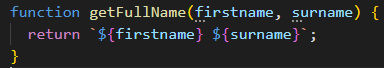 function getFullName(firstname, surname) {
  return `${firstname} ${surname}`;
}